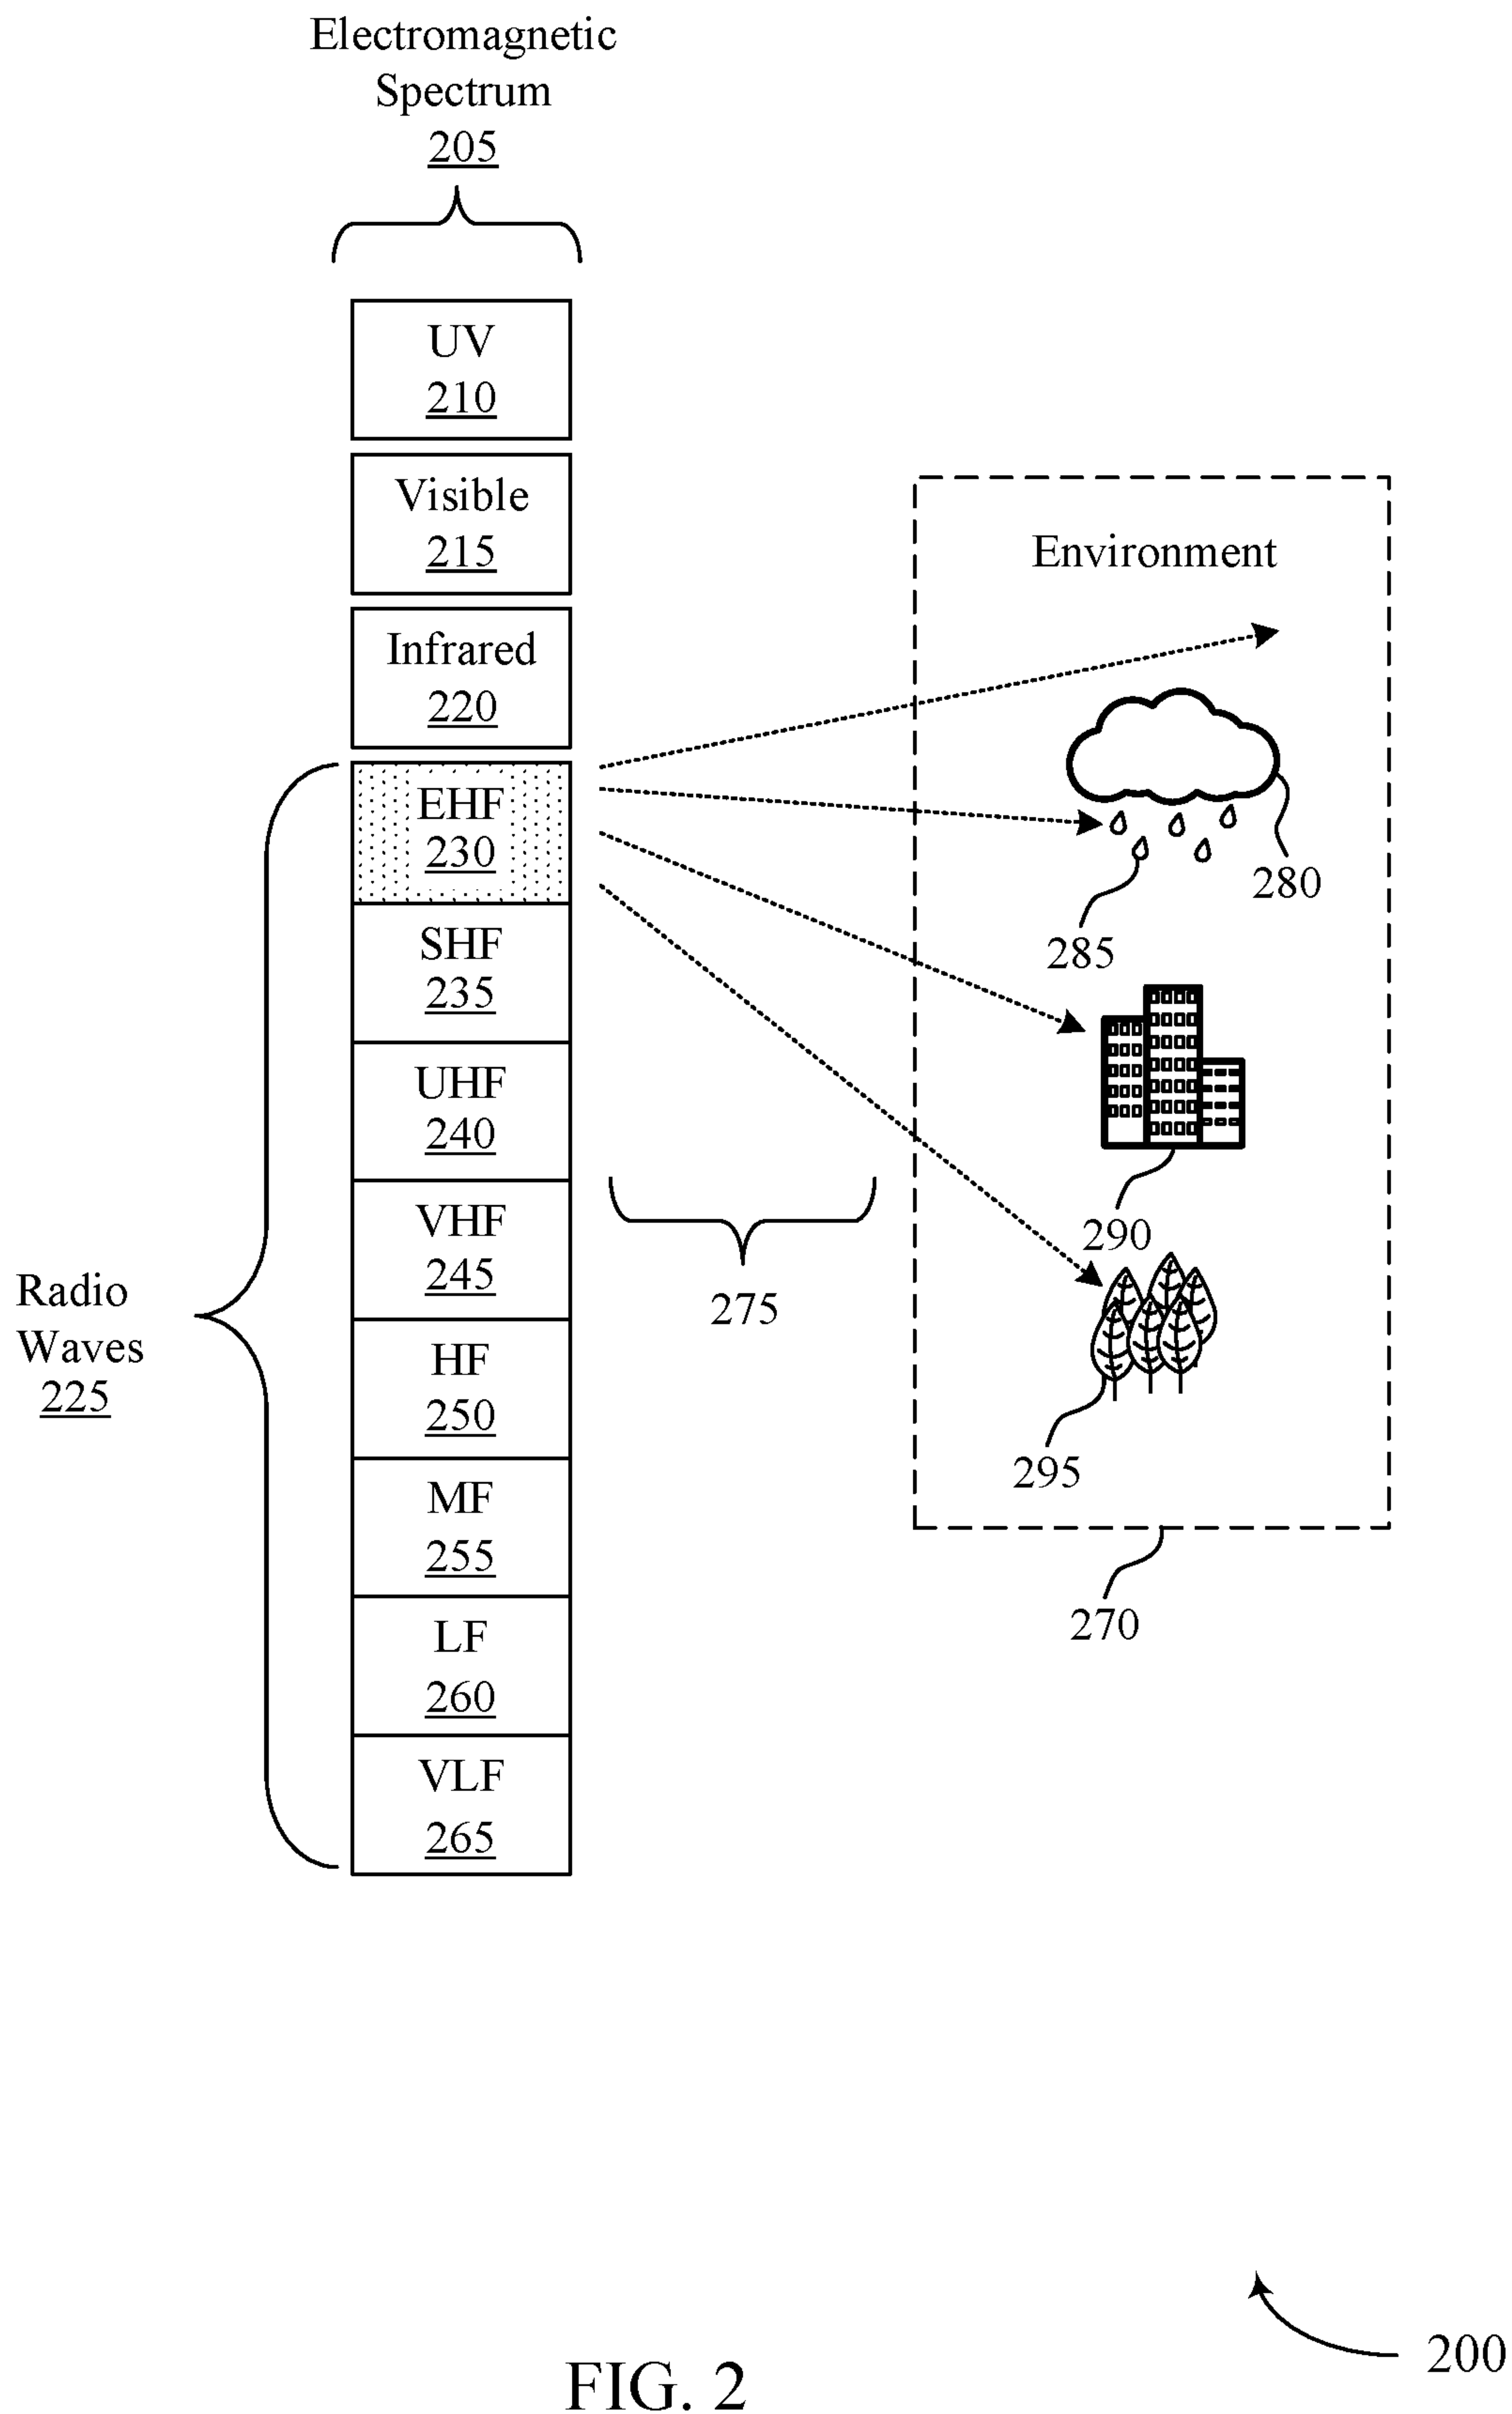 Electromagnetic
Spectrum
205
UV
210
Visible
215
Infrared
220
EHF
230
SHF
235
UHF
240
VHF
245
HF
250
MF
255
LF
260
VLF
265
Radio
Waves
225
275
Environment
280
285
290
295
270
200
FIG. 2